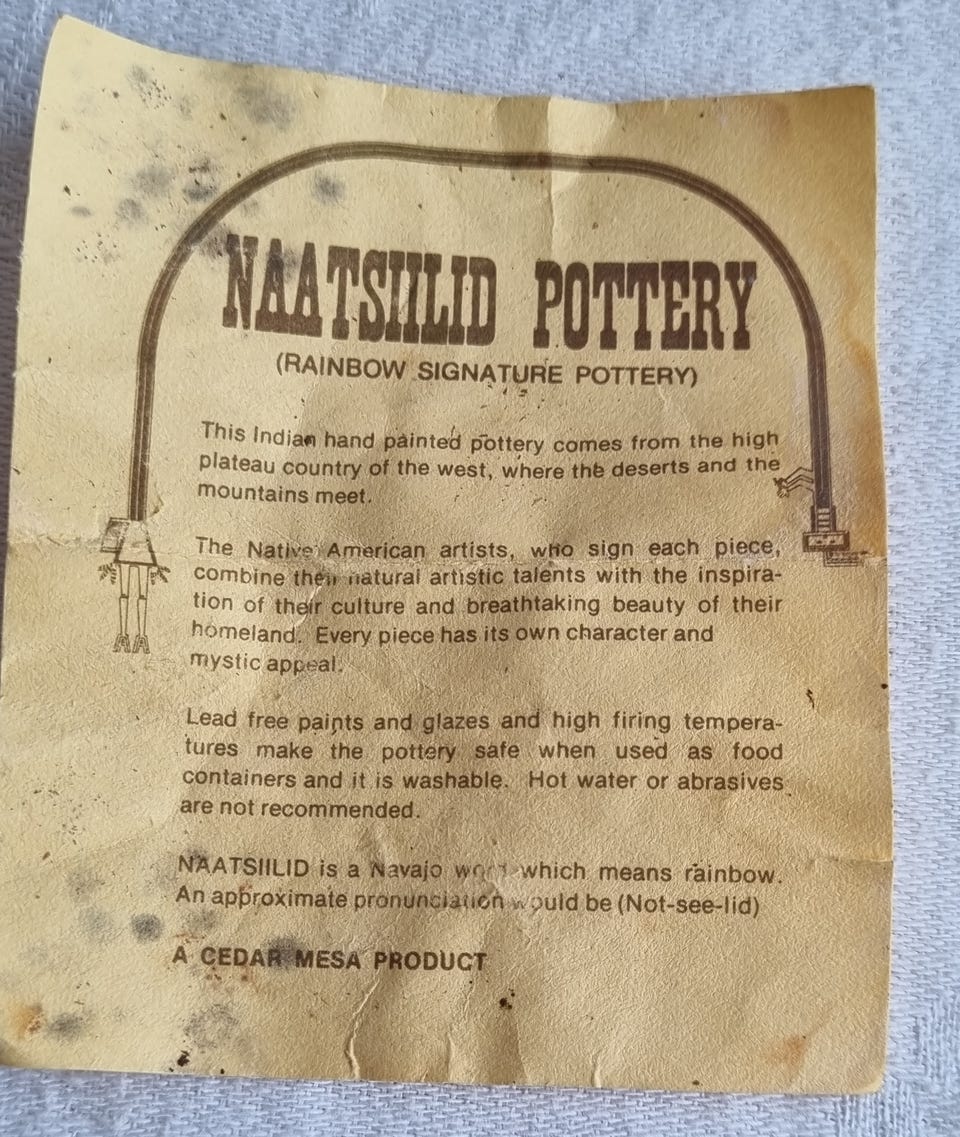 NAATSIILID POTTERY
(RAINBOW SIGNATURE POTTERY)
This Indian hand painted pottery comes from the high
plateau country of the west, where the deserts and the
mountains meet.
The Native American artists, who sign each piece,
combine their natural artistic talents with the inspira-
tion of their culture and breathtaking beauty of their
homeland. Every piece has its own character and
mystic appeal.
Lead free paints and glazes and high firing tempera-
tures make the pottery safe when used as food
containers and it is washable. Hot water or abrasives
are not recommended.
NAATSIILID is a Navajo word which means rainbow.
An approximate pronunciation would be (Not-see-lid)
A CEDAR MESA PRODUCT